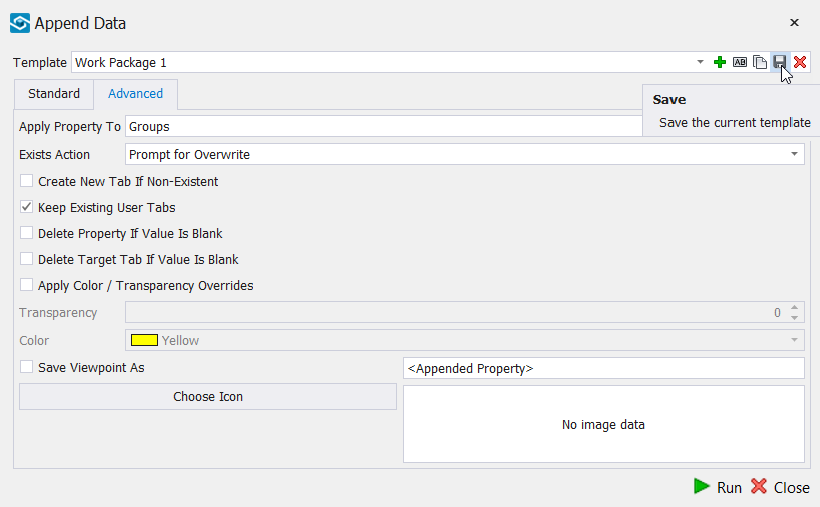 Append Data
Template Work Package 1 AB
Standard Advanced
Save
Save the current template
Apply Property To Groups
Exists Action Prompt for Overwrite
Create New Tab If Non-Existent
Keep Existing User Tabs
Delete Property If Value Is Blank
Delete Target Tab If Value Is Blank
Apply Color / Transparency Overrides
Transparency 0
Color Yellow
Save Viewpoint As <Appended Property>
Choose Icon
No image data
Run Close